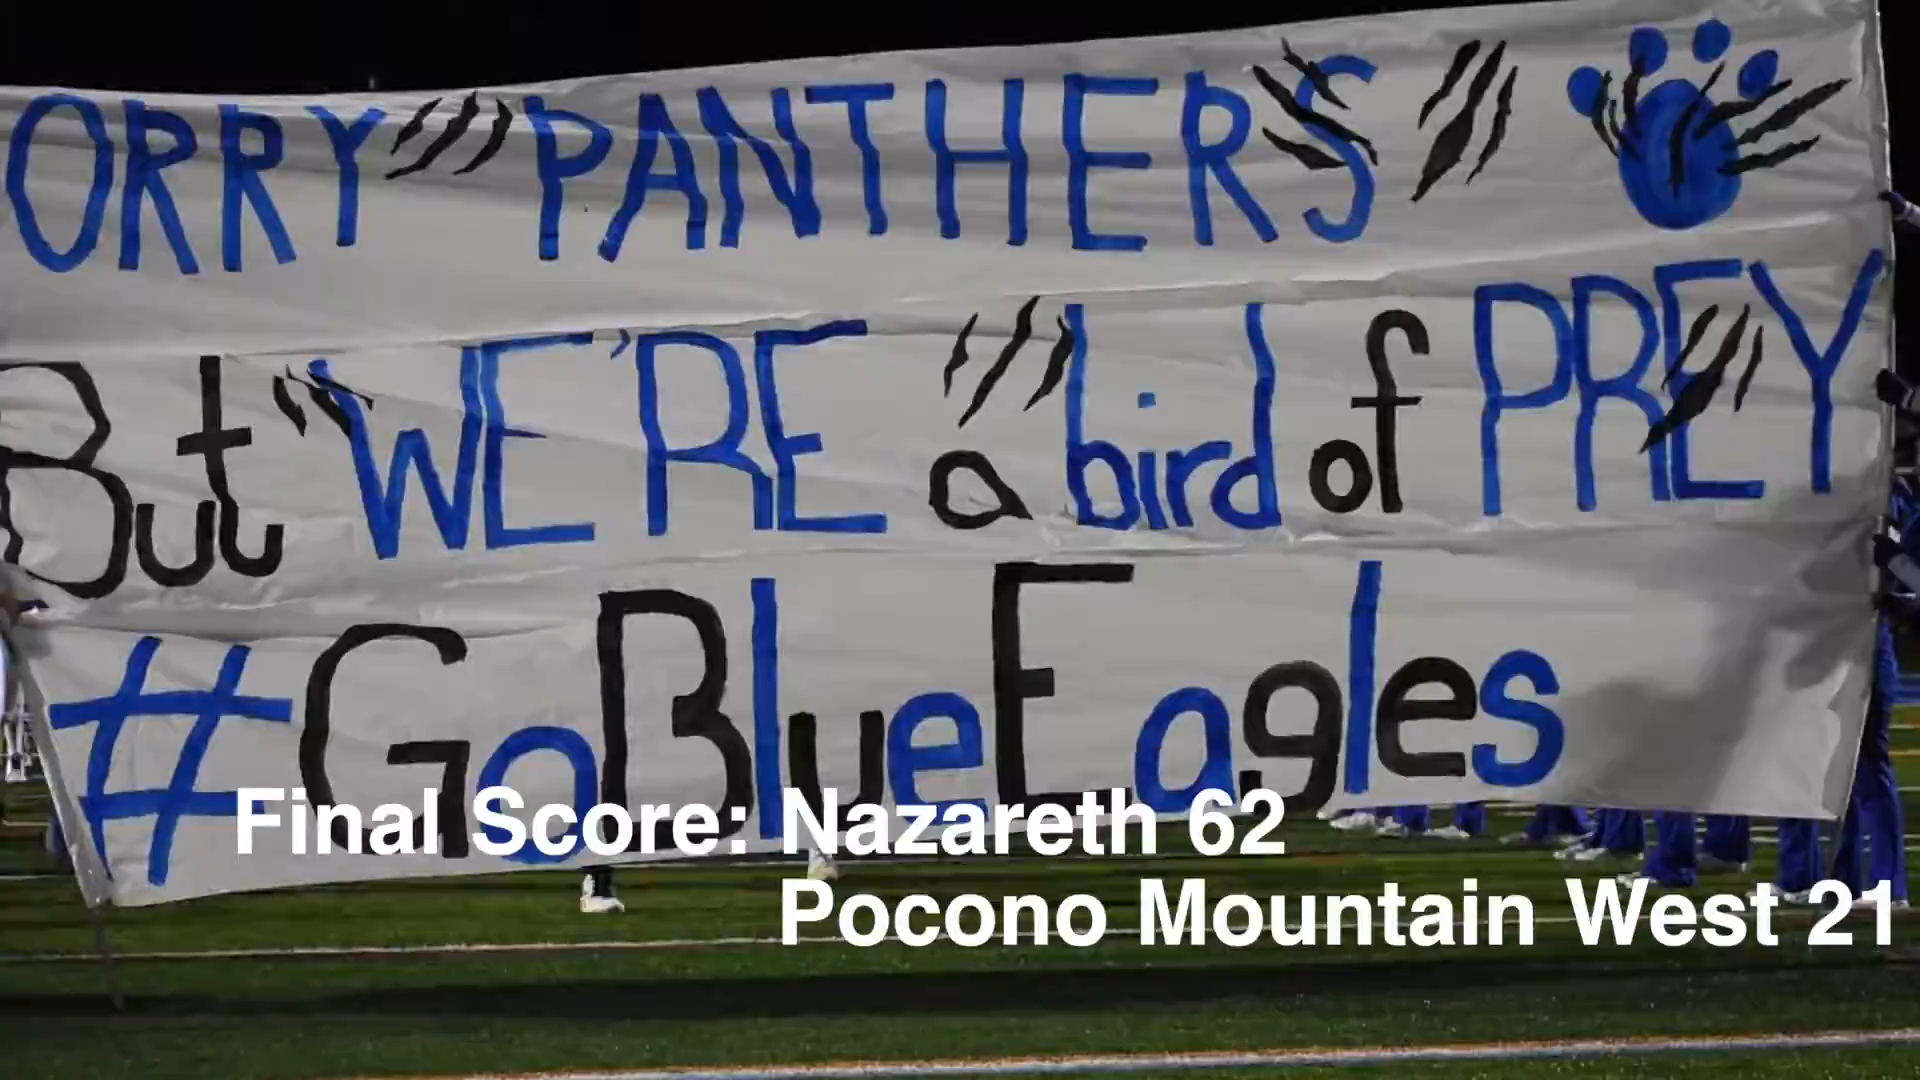 ORRY PANTHERS
But WE'RE a bird of PREY
#GoBlueEagles
Final Score: Nazareth 62
Pocono Mountain West 21